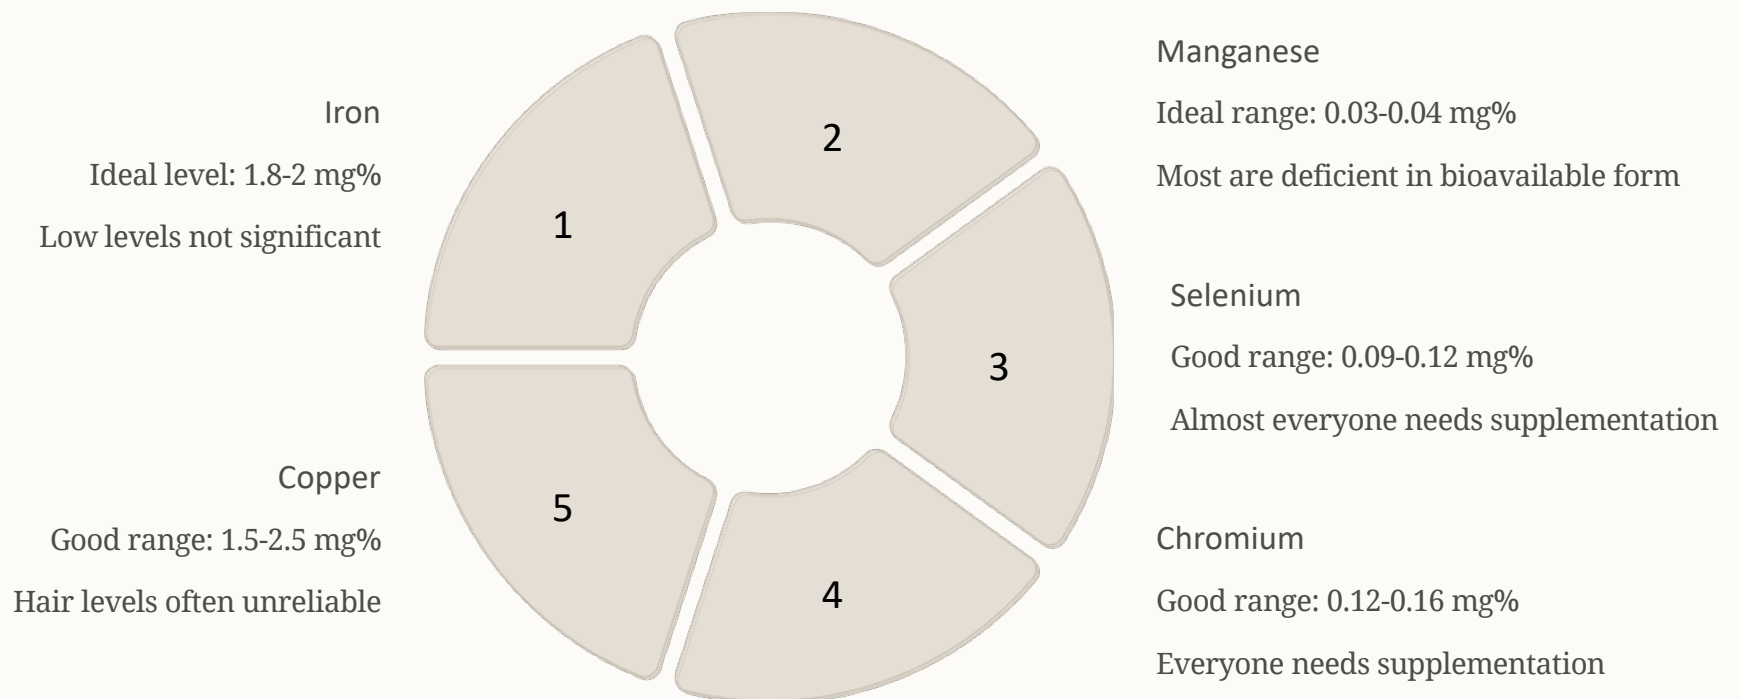 Iron
Ideal level: 1.8-2 mg%
Low levels not significant
1
2
Manganese
Ideal range: 0.03-0.04 mg%
Most are deficient in bioavailable form
3
Selenium
Good range: 0.09-0.12 mg%
Almost everyone needs supplementation
4
Chromium
Good range: 0.12-0.16 mg%
Everyone needs supplementation
5
Copper
Good range: 1.5-2.5 mg%
Hair levels often unreliable